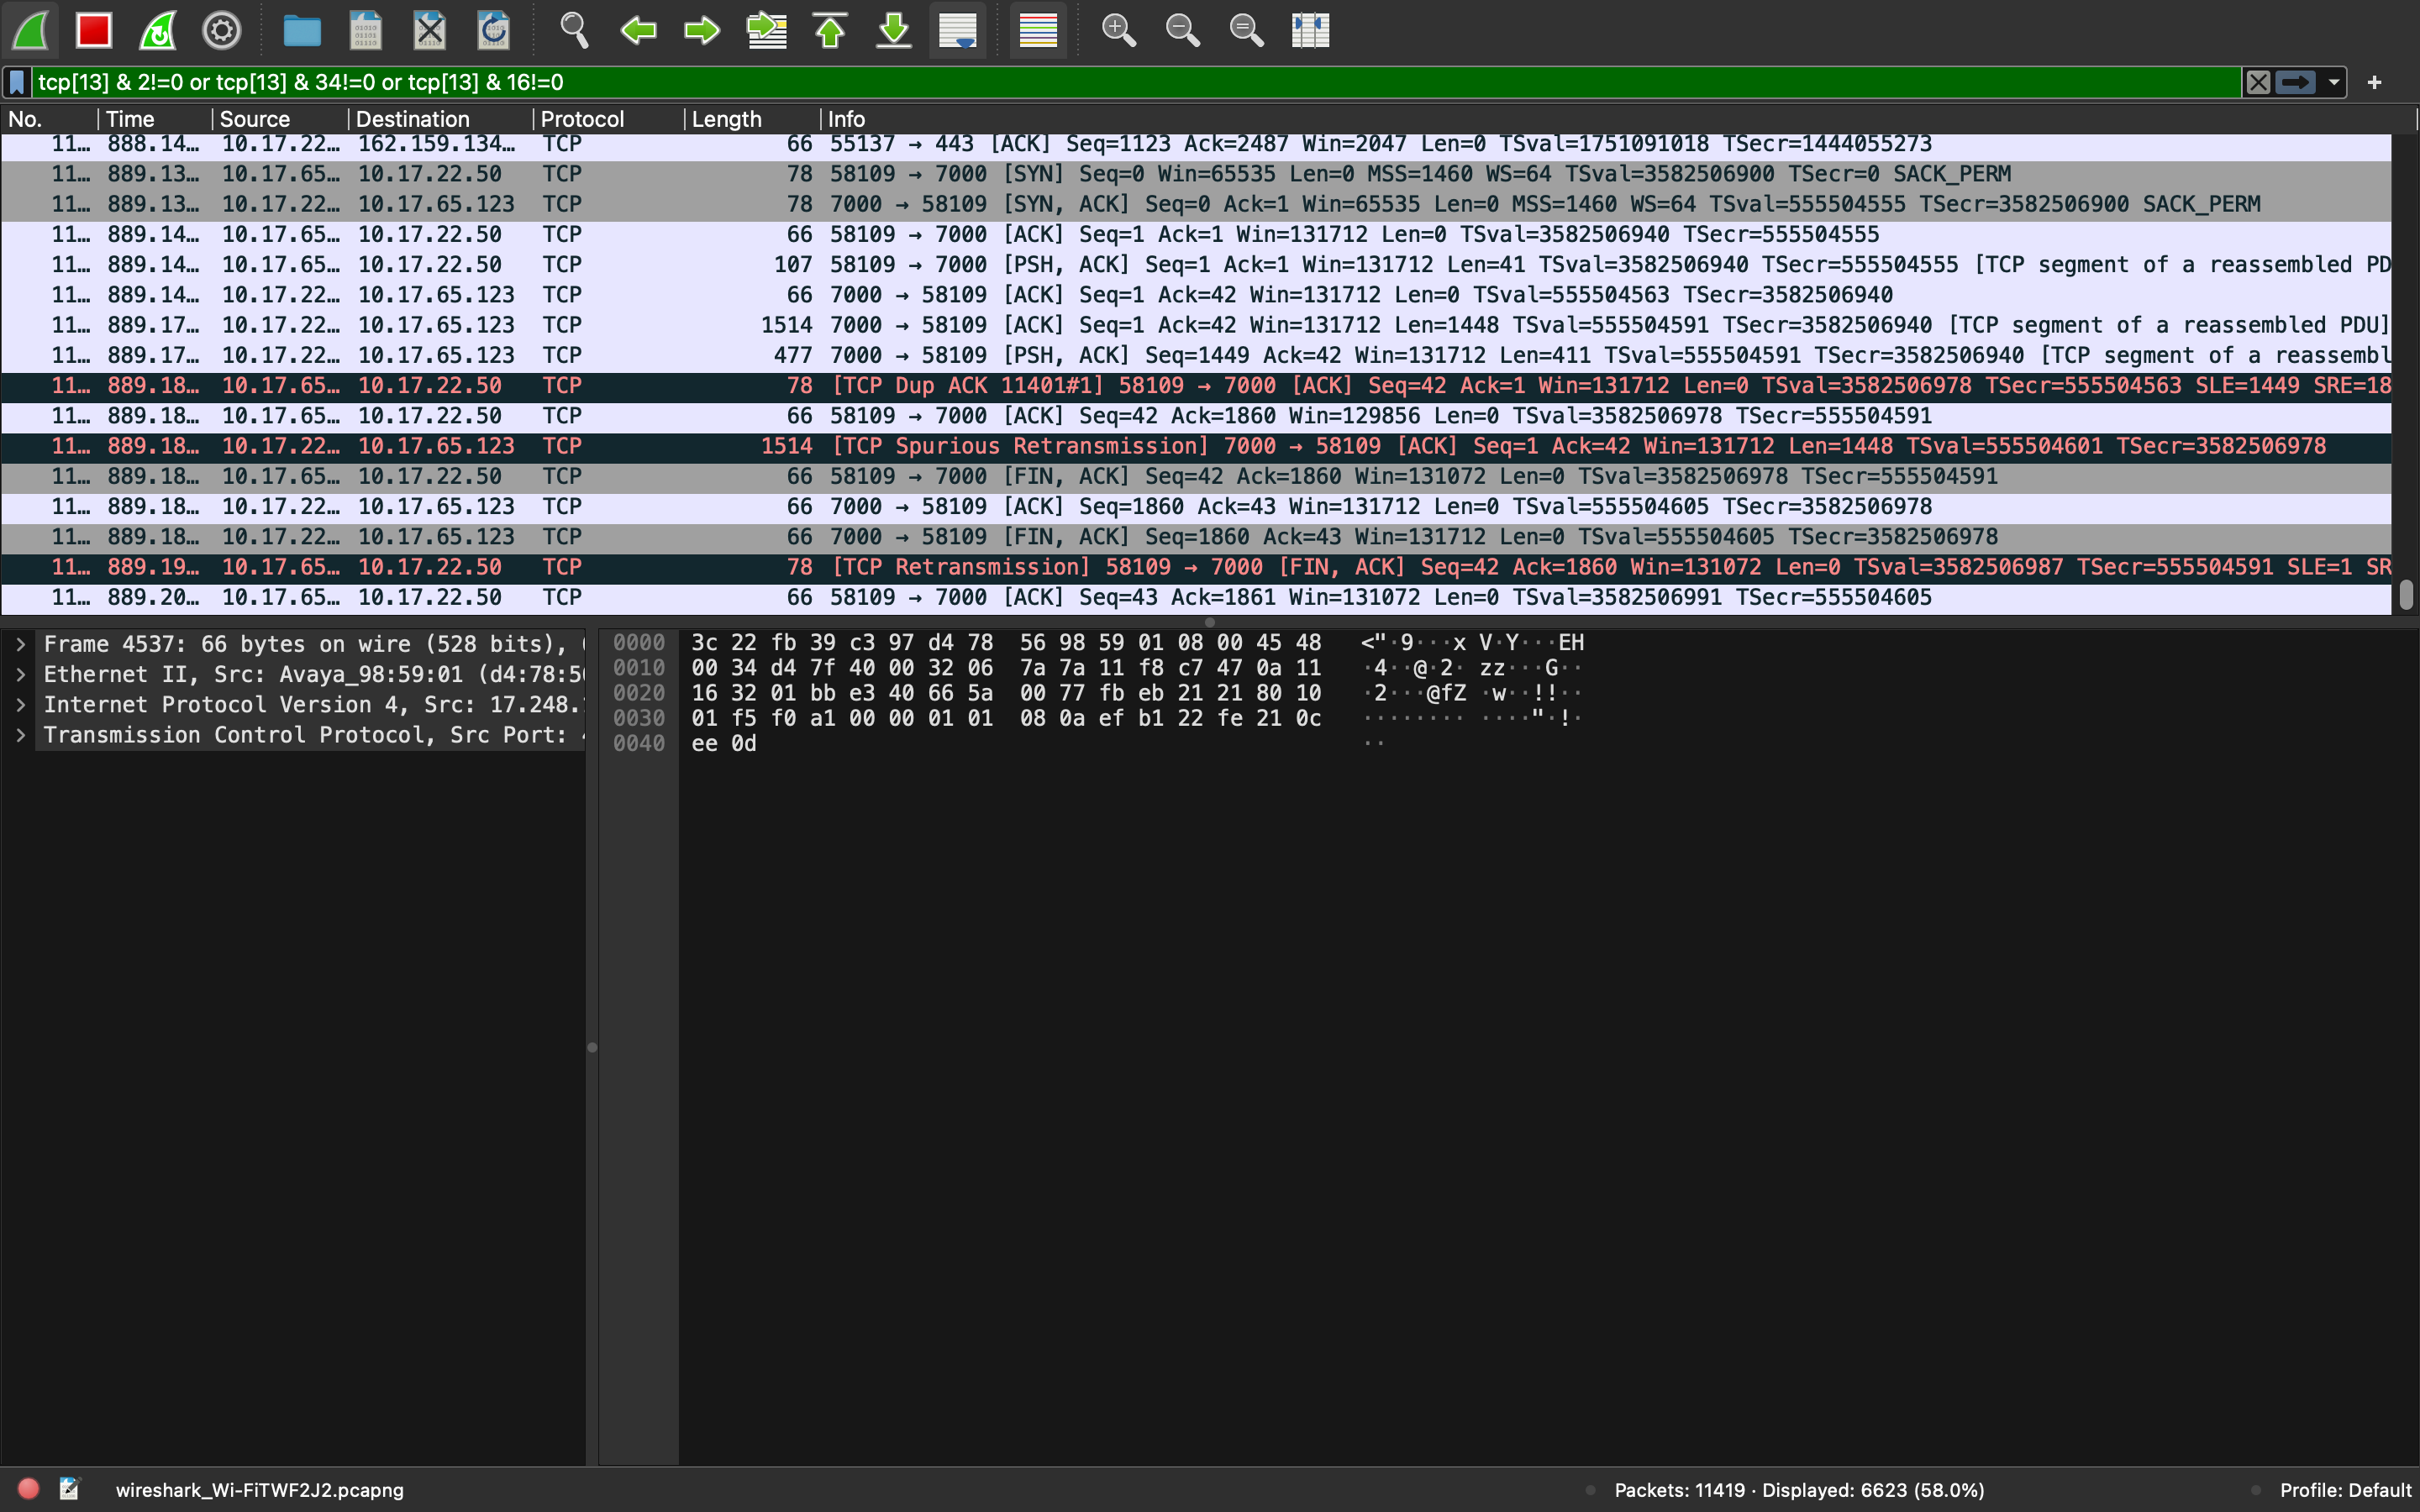 tcp[13] & 2!=0 or tcp[13] & 34!=0 or tcp[13] & 16!=0
No. Time Source Destination Protocol Length Info
11… 888.14… 10.17.22… 162.159.134… TCP 66 55137 → 443 [ACK] Seq=1123 Ack=2487 Win=2047 Len=0 TSval=1751091018 TSecr=1444055273
11… 889.13… 10.17.65… 10.17.22.50 TCP 78 58109 → 7000 [SYN] Seq=0 Win=65535 Len=0 MSS=1460 WS=64 TSval=3582506900 TSecr=0 SACK_PERM
11… 889.13… 10.17.22… 10.17.65.123 TCP 78 7000 → 58109 [SYN, ACK] Seq=0 Ack=1 Win=65535 Len=0 MSS=1460 WS=64 TSval=555504555 TSecr=3582506900 SACK_PERM
11… 889.14… 10.17.65… 10.17.22.50 TCP 66 58109 → 7000 [ACK] Seq=1 Ack=1 Win=131712 Len=0 TSval=3582506940 TSecr=555504555
11… 889.14… 10.17.65… 10.17.22.50 TCP 107 58109 → 7000 [PSH, ACK] Seq=1 Ack=1 Win=131712 Len=41 TSval=3582506940 TSecr=555504555 [TCP segment of a reassembled PD
11… 889.14… 10.17.22… 10.17.65.123 TCP 66 7000 → 58109 [ACK] Seq=1 Ack=42 Win=131712 Len=0 TSval=555504563 TSecr=3582506940
11… 889.17… 10.17.22… 10.17.65.123 TCP 1514 7000 → 58109 [ACK] Seq=1 Ack=42 Win=131712 Len=1448 TSval=555504591 TSecr=3582506940 [TCP segment of a reassembled PDU]
11… 889.17… 10.17.22… 10.17.65.123 TCP 477 7000 → 58109 [PSH, ACK] Seq=1449 Ack=42 Win=131712 Len=411 TSval=555504591 TSecr=3582506940 [TCP segment of a reassembl
11… 889.18… 10.17.65… 10.17.22.50 TCP 78 [TCP Dup ACK 11401#1] 58109 → 7000 [ACK] Seq=42 Ack=1 Win=131712 Len=0 TSval=3582506978 TSecr=555504563 SLE=1449 SRE=18
11… 889.18… 10.17.65… 10.17.22.50 TCP 66 58109 → 7000 [ACK] Seq=42 Ack=1860 Win=129856 Len=0 TSval=3582506978 TSecr=555504591
11… 889.18… 10.17.22… 10.17.65.123 TCP 1514 [TCP Spurious Retransmission] 7000 → 58109 [ACK] Seq=1 Ack=42 Win=131712 Len=1448 TSval=555504601 TSecr=3582506978
11… 889.18… 10.17.65… 10.17.22.50 TCP 66 58109 → 7000 [FIN, ACK] Seq=42 Ack=1860 Win=131072 Len=0 TSval=3582506978 TSecr=555504591
11… 889.18… 10.17.22… 10.17.65.123 TCP 66 7000 → 58109 [ACK] Seq=1860 Ack=43 Win=131712 Len=0 TSval=555504605 TSecr=3582506978
11… 889.18… 10.17.22… 10.17.65.123 TCP 66 7000 → 58109 [FIN, ACK] Seq=1860 Ack=43 Win=131712 Len=0 TSval=555504605 TSecr=3582506978
11… 889.19… 10.17.65… 10.17.22.50 TCP 78 [TCP Retransmission] 58109 → 7000 [FIN, ACK] Seq=42 Ack=1860 Win=131072 Len=0 TSval=3582506987 TSecr=555504591 SLE=1 SR
11… 889.20… 10.17.65… 10.17.22.50 TCP 66 58109 → 7000 [ACK] Seq=43 Ack=1861 Win=131072 Len=0 TSval=3582506991 TSecr=555504605
Frame 4537: 66 bytes on wire (528 bits),
Ethernet II, Src: Avaya_98:59:01 (d4:78:5
Internet Protocol Version 4, Src: 17.248.
Transmission Control Protocol, Src Port:
0000 3c 22 fb 39 c3 97 d4 78 56 98 59 01 08 00 45 48 <"·9···x V·Y···EH
0010 00 34 d4 7f 40 00 32 06 7a 7a 11 f8 c7 47 0a 11 ·4··@·2· zz···G··
0020 16 32 01 bb e3 40 66 5a 00 77 fb eb 21 21 80 10 ·2···@fZ ·w··!!··
0030 01 f5 f0 a1 00 00 01 01 08 0a ef b1 22 fe 21 0c ········ ····"·!·
0040 ee 0d ··
wireshark_Wi-FiTWF2J2.pcapng Packets: 11419 · Displayed: 6623 (58.0%) Profile: Default